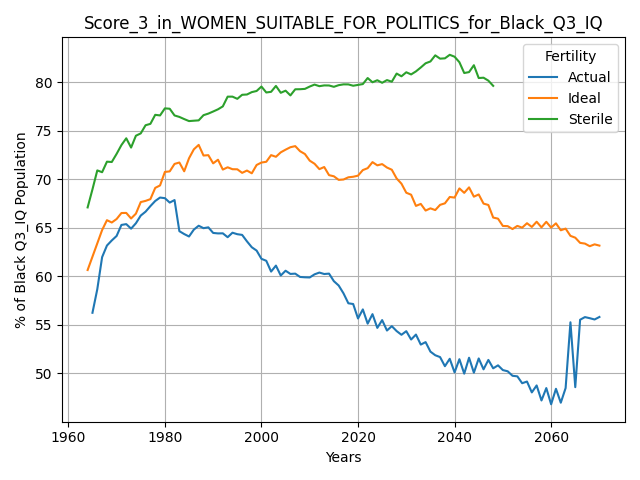 Score_3_in_WOMEN_SUITABLE_FOR_POLITICS_for_Black_Q3_IQ
Fertility
Actual
Ideal
Sterile
% of Black Q3_IQ Population
80
75
70
65
60
55
50
1960
1980
2000
2020
2040
2060
Years